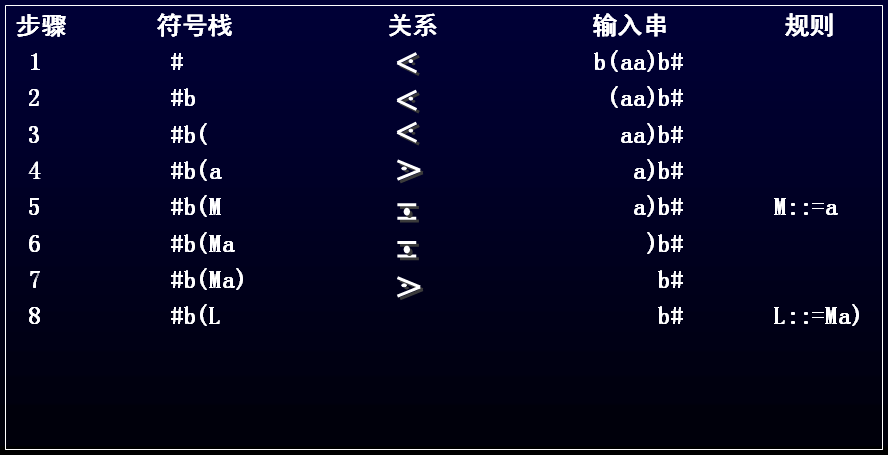 步骤 符号栈 关系 输入串 规则
1 # ⋖ b(aa)b#
2 #b ⋖ (aa)b#
3 #b( ⋖ aa)b#
4 #b(a ⋗ a)b#
5 #b(M ≐ a)b# M::=a
6 #b(Ma ≐ )b#
7 #b(Ma) ⋗ b#
8 #b(L b# L::=Ma)